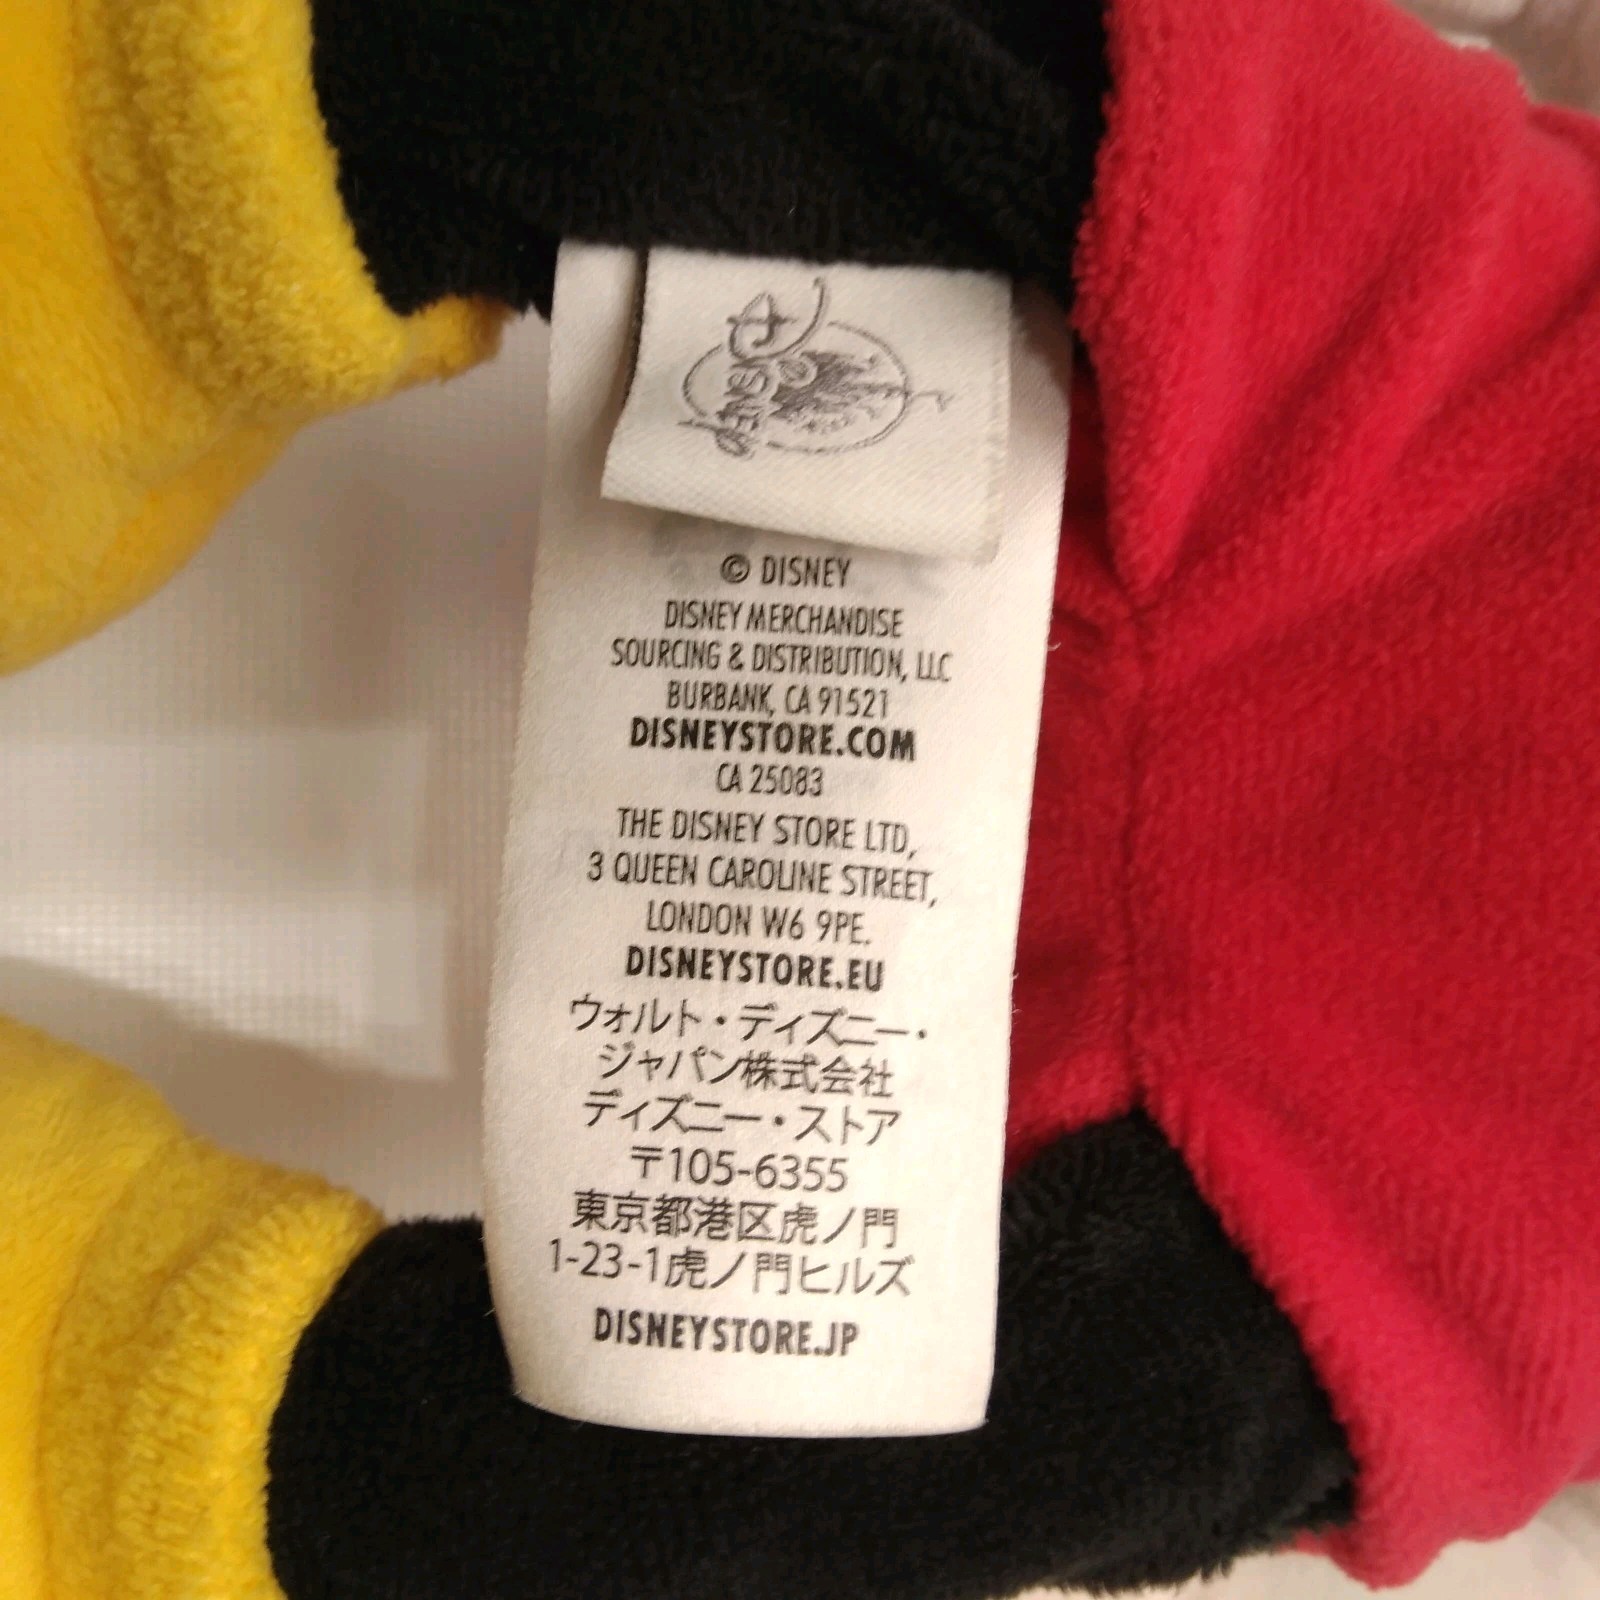 Disney
© DISNEY
DISNEY MERCHANDISE
SOURCING & DISTRIBUTION, LLC
BURBANK, CA 91521
DISNEYSTORE.COM
CA 25083
THE DISNEY STORE LTD,
3 QUEEN CAROLINE STREET,
LONDON W6 9PE.
DISNEYSTORE.EU
ウォルト・ディズニー・
ジャパン株式会社
ディズニー・ストア
〒105-6355
東京都港区虎ノ門
1-23-1虎ノ門ヒルズ
DISNEYSTORE.JP